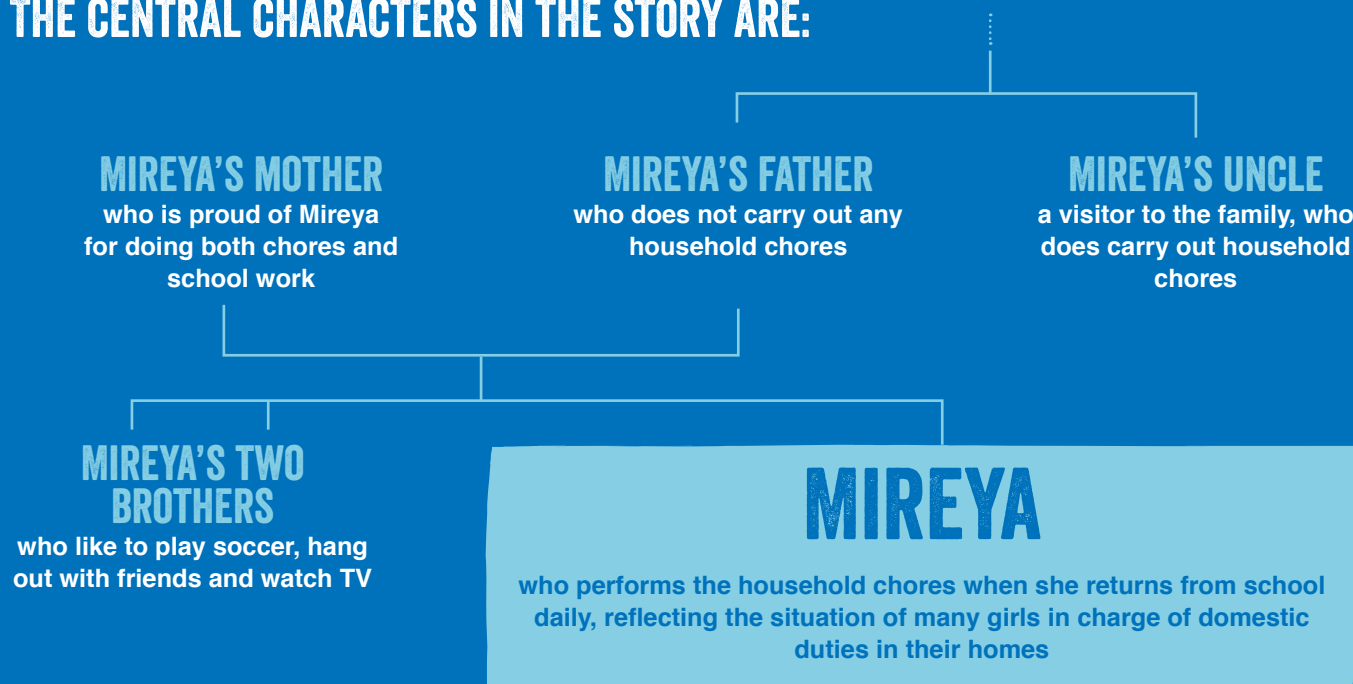 THE CENTRAL CHARACTERS IN THE STORY ARE:
MIREYA'S MOTHER
who is proud of Mireya
for doing both chores and
school work
MIREYA'S FATHER
who does not carry out any
household chores
MIREYA'S UNCLE
a visitor to the family, who
does carry out household
chores
MIREYA'S TWO
BROTHERS
who like to play soccer, hang
out with friends and watch TV
MIREYA
who performs the household chores when she returns from school
daily, reflecting the situation of many girls in charge of domestic
duties in their homes